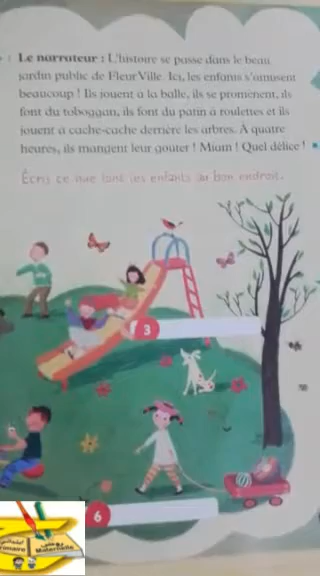 Le narrateur : L'histoire se passe dans le beau
jardin public de Fleur Ville. Ici, les enfants s'amusent
beaucoup ! Ils jouent à la balle, ils se promènent, ils
font du toboggan, ils font du patin à roulettes et ils
jouent à cache-cache derrière les arbres. À quatre
heures, ils mangent leur goûter ! Miam ! Quel délice !
Écris ce que font les enfants au bon endroit.
3
6
Maternelle